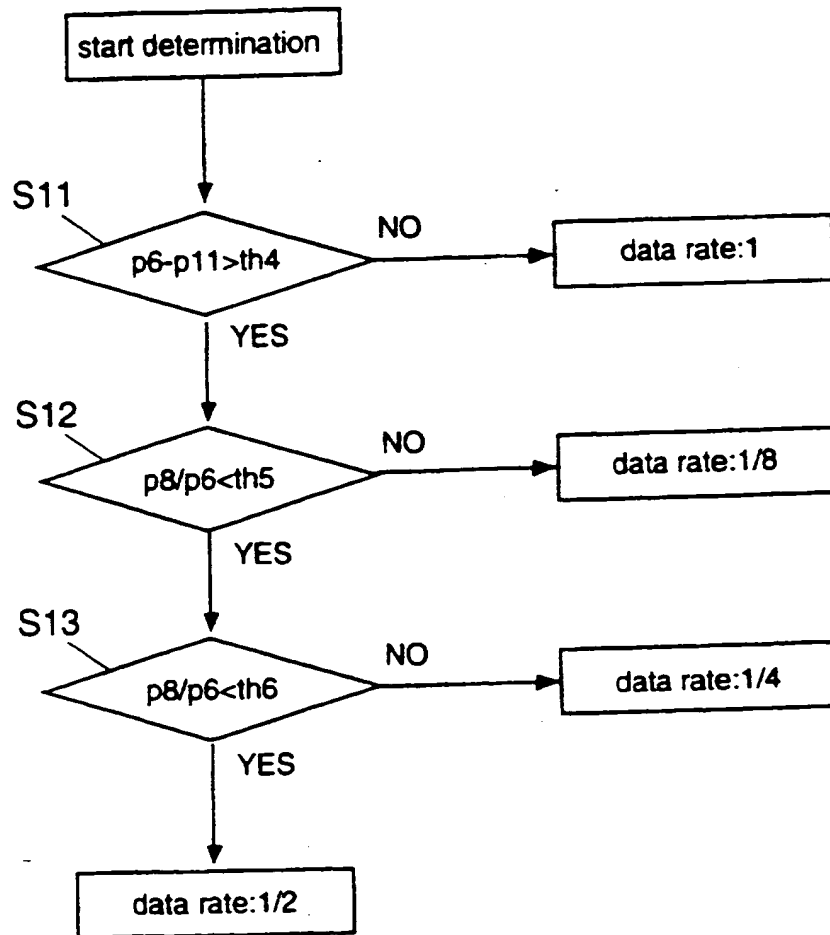 start determination
S11
p6-p11>th4
NO
data rate:1
YES
S12
p8/p6<th5
NO
data rate:1/8
YES
S13
p8/p6<th6
NO
data rate:1/4
YES
data rate:1/2